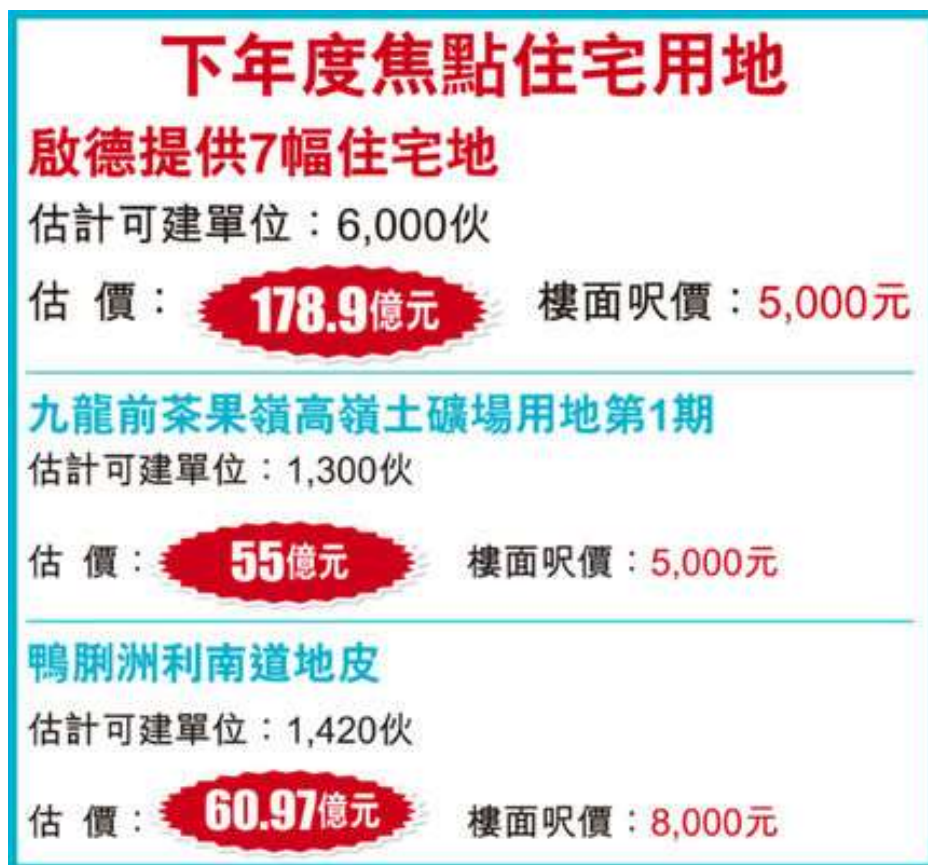 下年度焦點住宅用地
啟德提供7幅住宅地
估計可建單位：6,000伙
估 價： 178.9億元 樓面呎價：5,000元
九龍前茶果嶺高嶺土礦場用地第1期
估計可建單位：1,300伙
估 價： 55億元 樓面呎價：5,000元
鴨脷洲利南道地皮
估計可建單位：1,420伙
估 價： 60.97億元 樓面呎價：8,000元